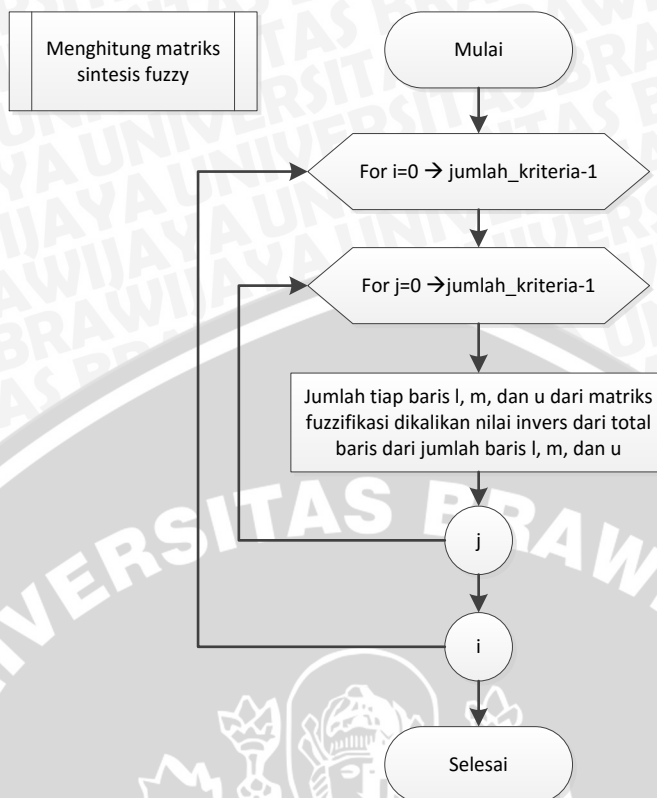 Menghitung matriks
sintesis fuzzy
Mulai
For i=0 → jumlah_kriteria-1
For j=0 →jumlah_kriteria-1
Jumlah tiap baris l, m, dan u dari matriks
fuzzifikasi dikalikan nilai invers dari total
baris dari jumlah baris l, m, dan u
j
i
Selesai